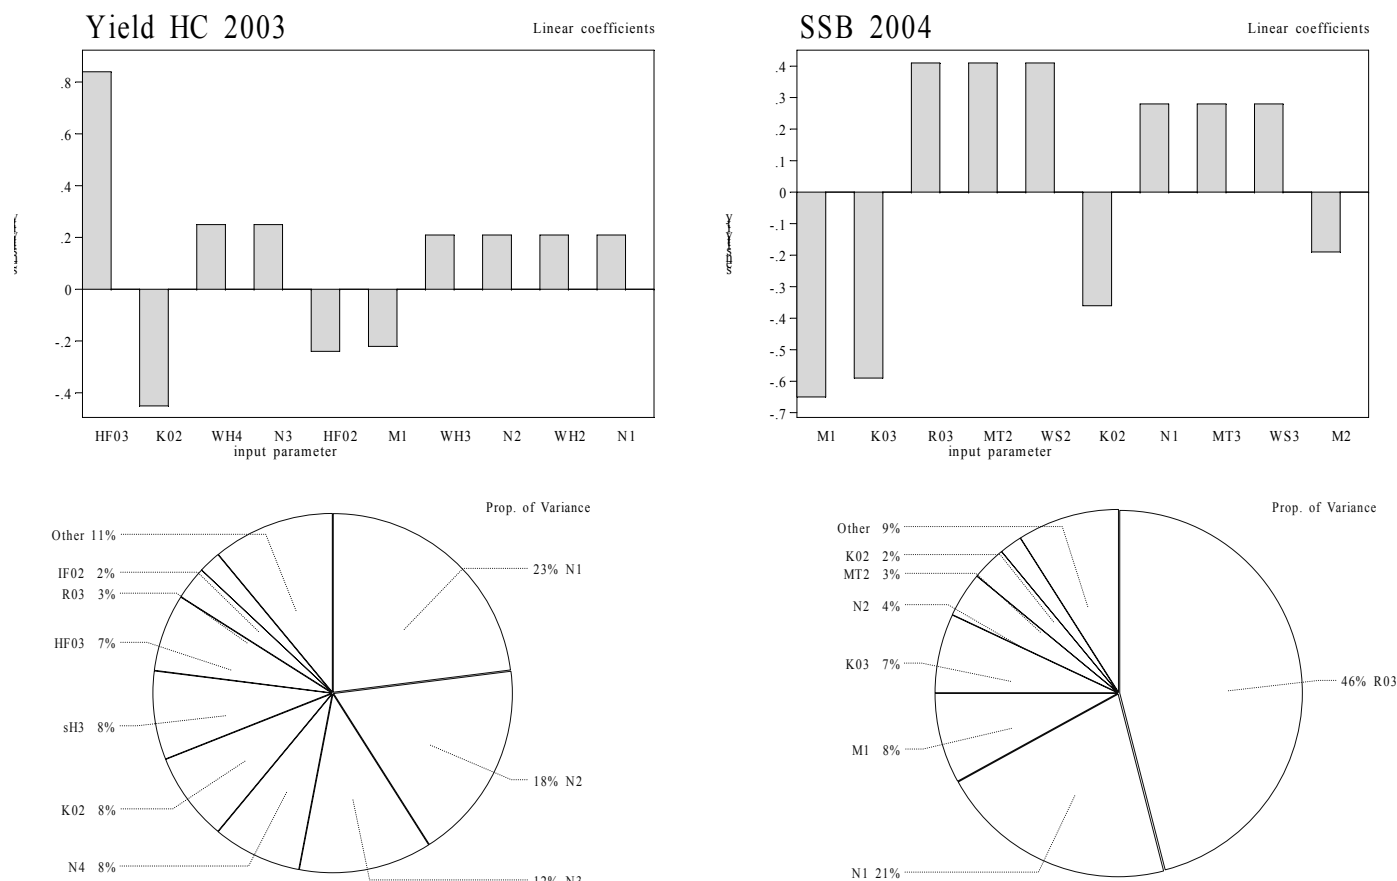 Yield HC 2003
Linear coefficients
.8
.6
.4
.2
0
-.2
-.4
HF03 K02 WH4 N3 HF02 M1 WH3 N2 WH2 N1
input parameter
SSB 2004
Linear coefficients
.4
.3
.2
.1
0
-.1
-.2
-.3
-.4
-.5
-.6
-.7
M1 K03 R03 MT2 WS2 K02 N1 MT3 WS3 M2
input parameter
Prop. of Variance
Other 11%
IF02 2%
R03 3%
HF03 7%
sH3 8%
K02 8%
N4 8%
23% N1
18% N2
12% N3
Prop. of Variance
Other 9%
K02 2%
MT2 3%
N2 4%
K03 7%
M1 8%
N1 21%
46% R03